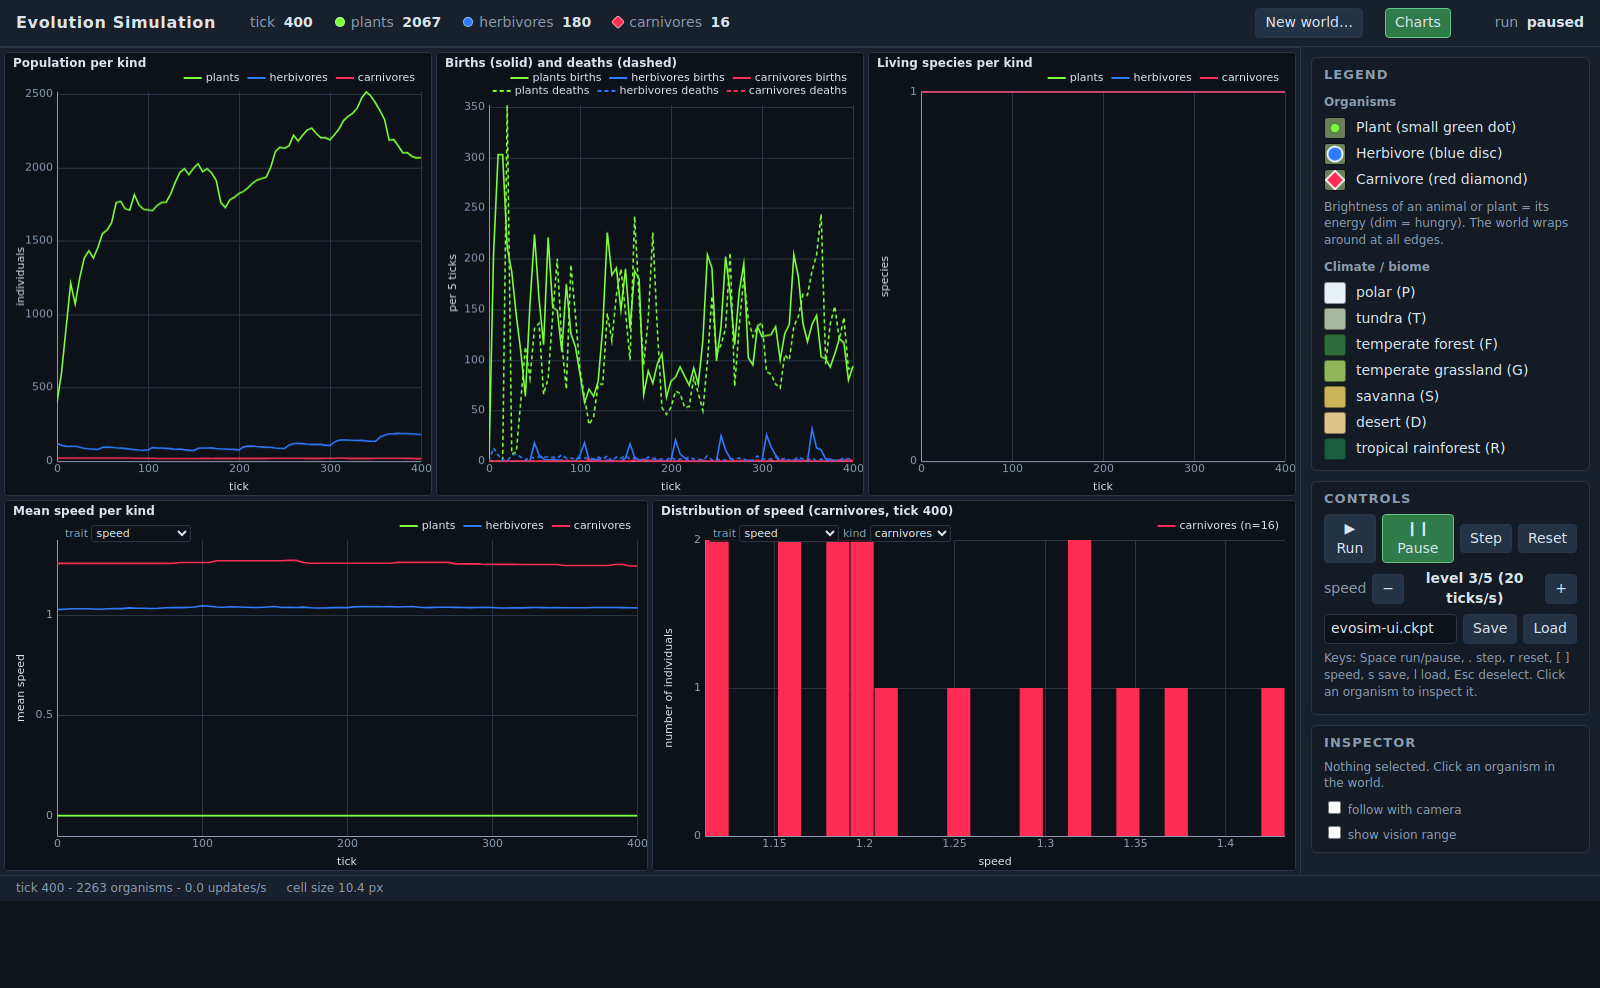 Evolution Simulation
tick 400
plants 2067
herbivores 180
carnivores 16
New world...
Charts
run paused
Population per kind
plants herbivores carnivores
2500
2000
1500
1000
500
0
individuals
0 100 200 300 400
tick
Births (solid) and deaths (dashed)
plants births herbivores births carnivores births
plants deaths herbivores deaths carnivores deaths
350
300
250
200
150
100
50
0
per 5 ticks
0 100 200 300 400
tick
Living species per kind
plants herbivores carnivores
1
0
species
0 100 200 300 400
tick
Mean speed per kind
trait speed
plants herbivores carnivores
1
0.5
0
mean speed
0 100 200 300 400
tick
Distribution of speed (carnivores, tick 400)
trait speed kind carnivores
carnivores (n=16)
2
1
0
number of individuals
1.15 1.2 1.25 1.3 1.35 1.4
speed
LEGEND
Organisms
Plant (small green dot)
Herbivore (blue disc)
Carnivore (red diamond)
Brightness of an animal or plant = its
energy (dim = hungry). The world wraps
around at all edges.
Climate / biome
polar (P)
tundra (T)
temperate forest (F)
temperate grassland (G)
savanna (S)
desert (D)
tropical rainforest (R)
CONTROLS
▶ Run
❙❙ Pause
Step
Reset
speed − level 3/5 (20 ticks/s) +
evosim-ui.ckpt
Save
Load
Keys: Space run/pause, . step, r reset, [ ]
speed, s save, l load, Esc deselect. Click
an organism to inspect it.
INSPECTOR
Nothing selected. Click an organism in
the world.
follow with camera
show vision range
tick 400 - 2263 organisms - 0.0 updates/s
cell size 10.4 px